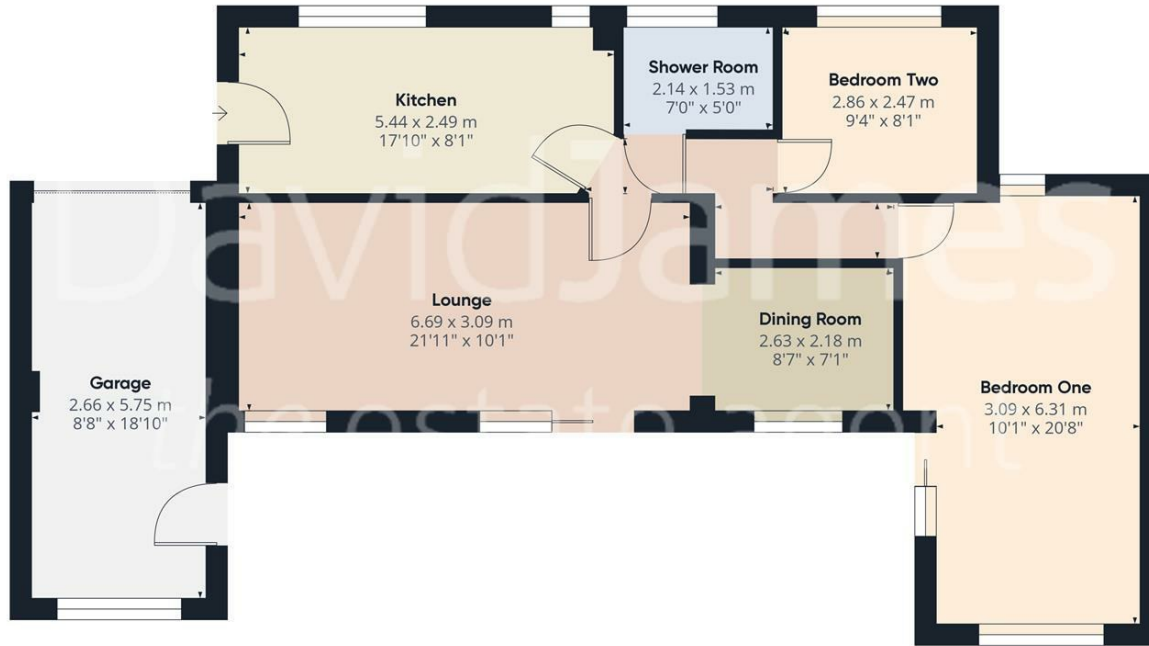 Kitchen
5.44 x 2.49 m
17'10" x 8'1"
Shower Room
2.14 x 1.53 m
7'0" x 5'0"
Bedroom Two
2.86 x 2.47 m
9'4" x 8'1"
Lounge
6.69 x 3.09 m
21'11" x 10'1"
Dining Room
2.63 x 2.18 m
8'7" x 7'1"
Garage
2.66 x 5.75 m
8'8" x 18'10"
Bedroom One
3.09 x 6.31 m
10'1" x 20'8"
DavidJames
the estate agent